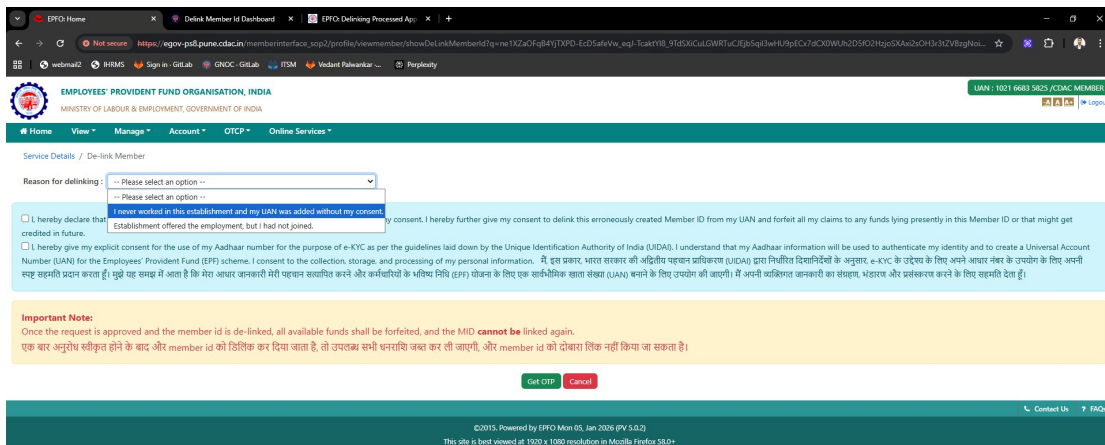 EPFO: Home
Delink Member Id Dashboard
EPFO: Delinking Processed App
Not secure https://egov-ps8.pune.cdac.in/memberinterface_sop2/profile/viewmember/showDeLinkMemberId?q=
webmail2 IHRMS Sign in · GitLab GNOC · GitLab ITSM Vedant Palwankar -... Perplexity
EMPLOYEES' PROVIDENT FUND ORGANISATION, INDIA
MINISTRY OF LABOUR & EMPLOYMENT, GOVERNMENT OF INDIA
UAN : 1021 6683 5825 /CDAC MEMBER
-A A A+ Logou
Home View Manage Account OTCP Online Services
Service Details / De-link Member
Reason for delinking : -- Please select an option --
-- Please select an option --
I never worked in this establishment and my UAN was added without my consent.
Establishment offered the employment, but I had not joined.
I, hereby declare that y consent. I hereby further give my consent to delink this erroneously created Member ID from my UAN and forfeit all my claims to any funds lying presently in this Member ID or that might get
credited in future.
I, hereby give my explicit consent for the use of my Aadhaar number for the purpose of e-KYC as per the guidelines laid down by the Unique Identification Authority of India (UIDAI). I understand that my Aadhaar information will be used to authenticate my identity and to create a Universal Account
Number (UAN) for the Employees' Provident Fund (EPF) scheme. I consent to the collection, storage, and processing of my personal information. मैं, इस प्रकार, भारत सरकार की अद्वितीय पहचान प्राधिकरण (UIDAI) द्वारा निर्धारित दिशानिर्देशों के अनुसार, e-KYC के उद्देश्य के लिए अपने आधार नंबर के उपयोग के लिए अपनी
स्पष्ट सहमति प्रदान करता हूँ। मुझे यह समझ में आता है कि मेरा आधार जानकारी मेरी पहचान सत्यापित करने और कर्मचारियों के भविष्य निधि (EPF) योजना के लिए एक सार्वभौमिक खाता संख्या (UAN) बनाने के लिए उपयोग की जाएगी। मैं अपनी व्यक्तिगत जानकारी का संग्रहण, भंडारण और प्रसंस्करण करने के लिए सहमति देता हूँ।
Important Note:
Once the request is approved and the member id is de-linked, all available funds shall be forfeited, and the MID cannot be linked again.
एक बार अनुरोध स्वीकृत होने के बाद और member id को डिलिंक कर दिया जाता है, तो उपलब्ध सभी धनराशि जब्त कर ली जाएगी, और member id को दोबारा लिंक नहीं किया जा सकता है।
Get OTP Cancel
Contact Us ? FAQs
©2015. Powered by EPFO Mon 05, Jan 2026 (PV 5.0.2)
This site is best viewed at 1920 x 1080 resolution in Mozilla Firefox 58.0+